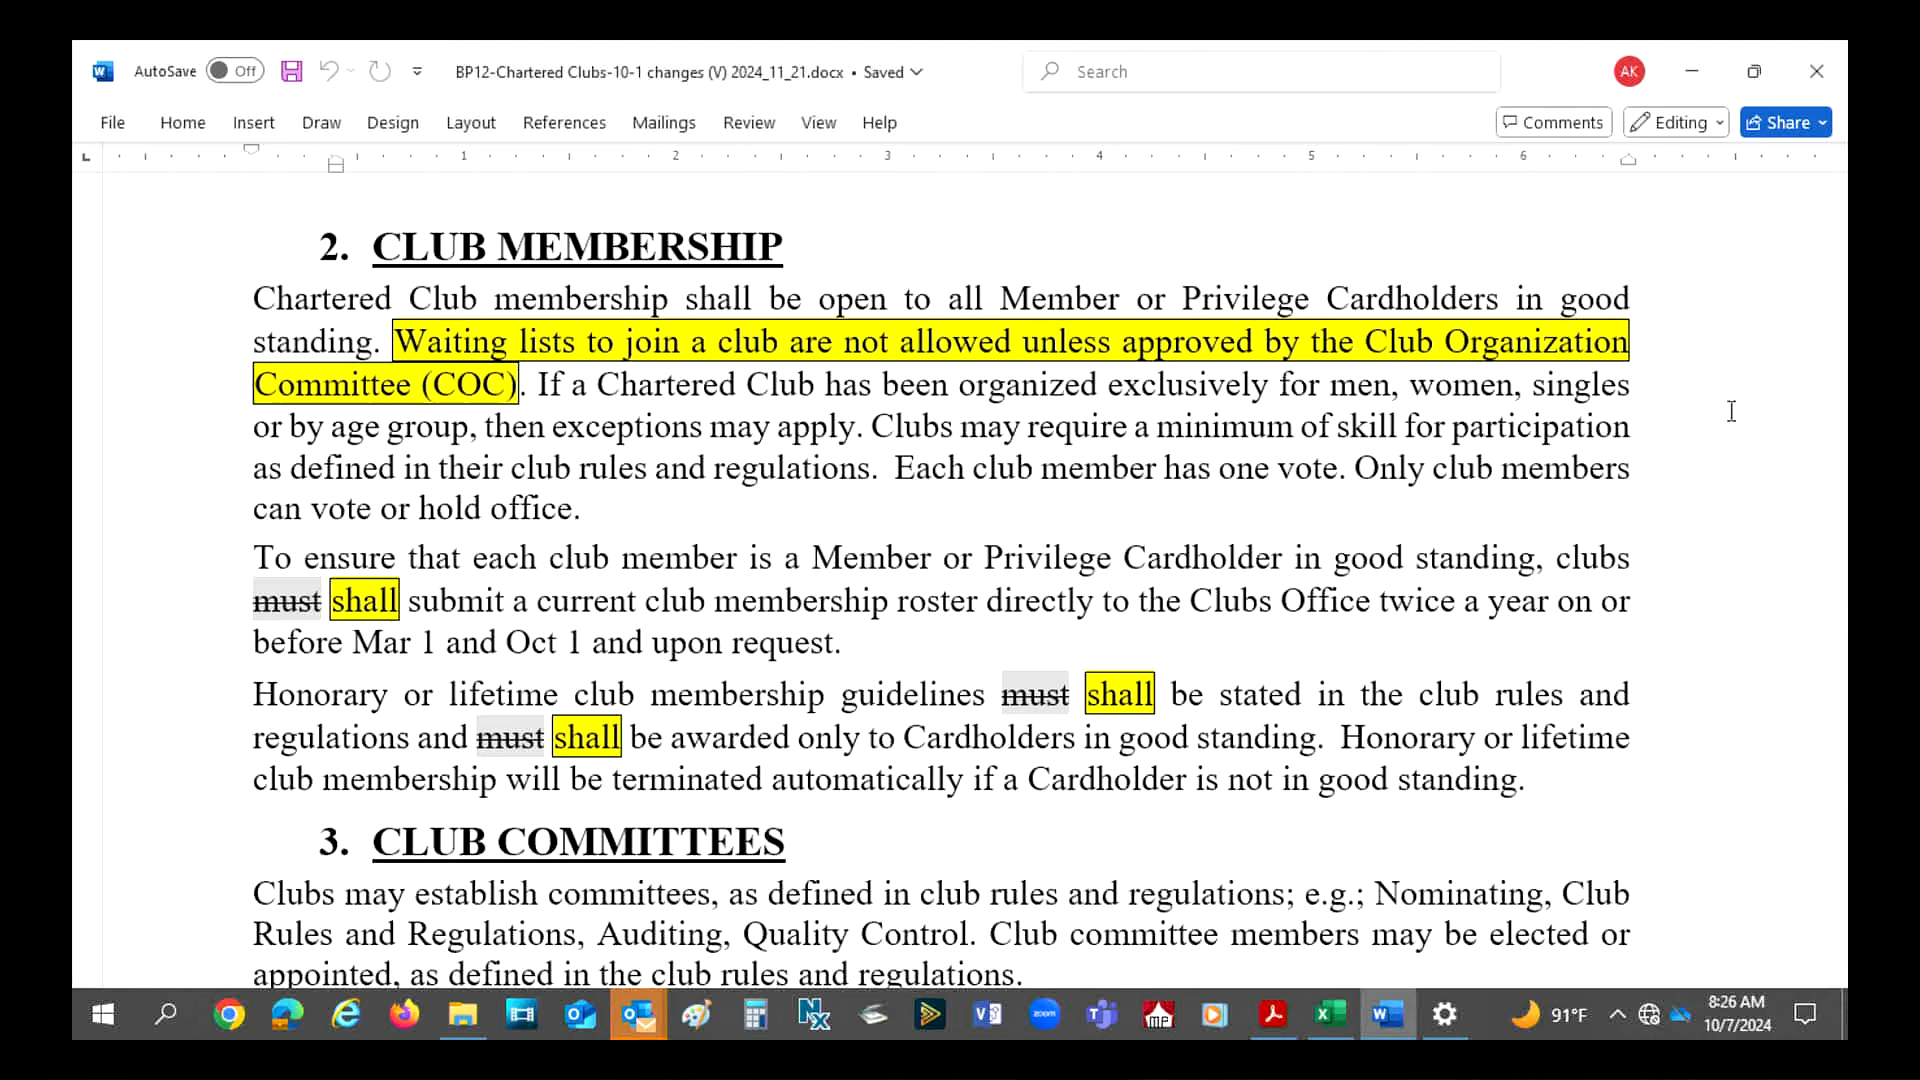 AutoSave Off BP12-Chartered Clubs-10-1 changes (V) 2024_11_21.docx • Saved Search AK
File Home Insert Draw Design Layout References Mailings Review View Help Comments Editing Share
1 2 3 4 5 6
2. CLUB MEMBERSHIP
Chartered Club membership shall be open to all Member or Privilege Cardholders in good
standing. Waiting lists to join a club are not allowed unless approved by the Club Organization
Committee (COC). If a Chartered Club has been organized exclusively for men, women, singles
or by age group, then exceptions may apply. Clubs may require a minimum of skill for participation
as defined in their club rules and regulations. Each club member has one vote. Only club members
can vote or hold office.
To ensure that each club member is a Member or Privilege Cardholder in good standing, clubs
must shall submit a current club membership roster directly to the Clubs Office twice a year on or
before Mar 1 and Oct 1 and upon request.
Honorary or lifetime club membership guidelines must shall be stated in the club rules and
regulations and must shall be awarded only to Cardholders in good standing. Honorary or lifetime
club membership will be terminated automatically if a Cardholder is not in good standing.
3. CLUB COMMITTEES
Clubs may establish committees, as defined in club rules and regulations; e.g.; Nominating, Club
Rules and Regulations, Auditing, Quality Control. Club committee members may be elected or
appointed, as defined in the club rules and regulations.
91°F 8:26 AM
10/7/2024